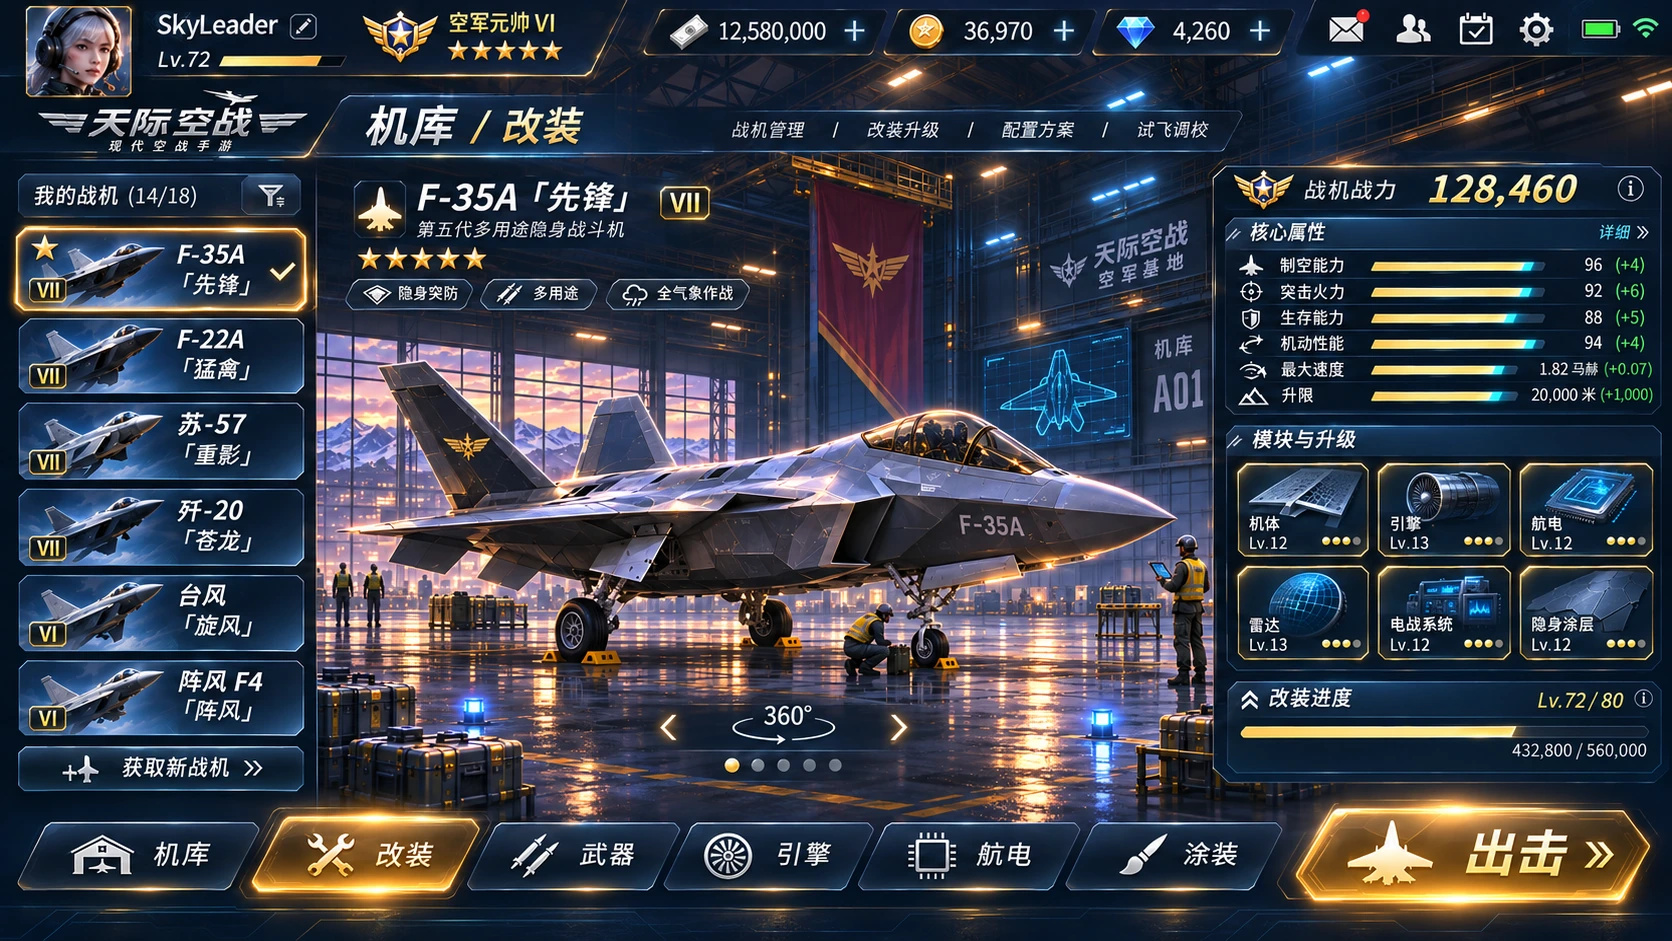 SkyLeader
Lv.72
空军元帅 VI
12,580,000
36,970
4,260
天际空战
现代空战手游
机库 / 改装
战机管理 / 改装升级 / 配置方案 / 试飞调校
我的战机 (14/18)
F-35A
「先锋」
VII
F-22A
「猛禽」
VII
苏-57
「重影」
VII
歼-20
「苍龙」
VII
台风
「旋风」
VI
阵风 F4
「阵风」
VI
获取新战机
F-35A「先锋」
VII
第五代多用途隐身战斗机
隐身突防
多用途
全气象作战
天际空战
空军基地
机库
A01
F-35A
360°
战机战力 128,460
核心属性
详细
制空能力 96 (+4)
突击火力 92 (+6)
生存能力 88 (+5)
机动性能 94 (+4)
最大速度 1.82 马赫 (+0.07)
升限 20,000 米 (+1,000)
模块与升级
机体
Lv.12
引擎
Lv.13
航电
Lv.12
雷达
Lv.13
电战系统
Lv.12
隐身涂层
Lv.12
改装进度 Lv.72/80
432,800 / 560,000
机库
改装
武器
引擎
航电
涂装
出击